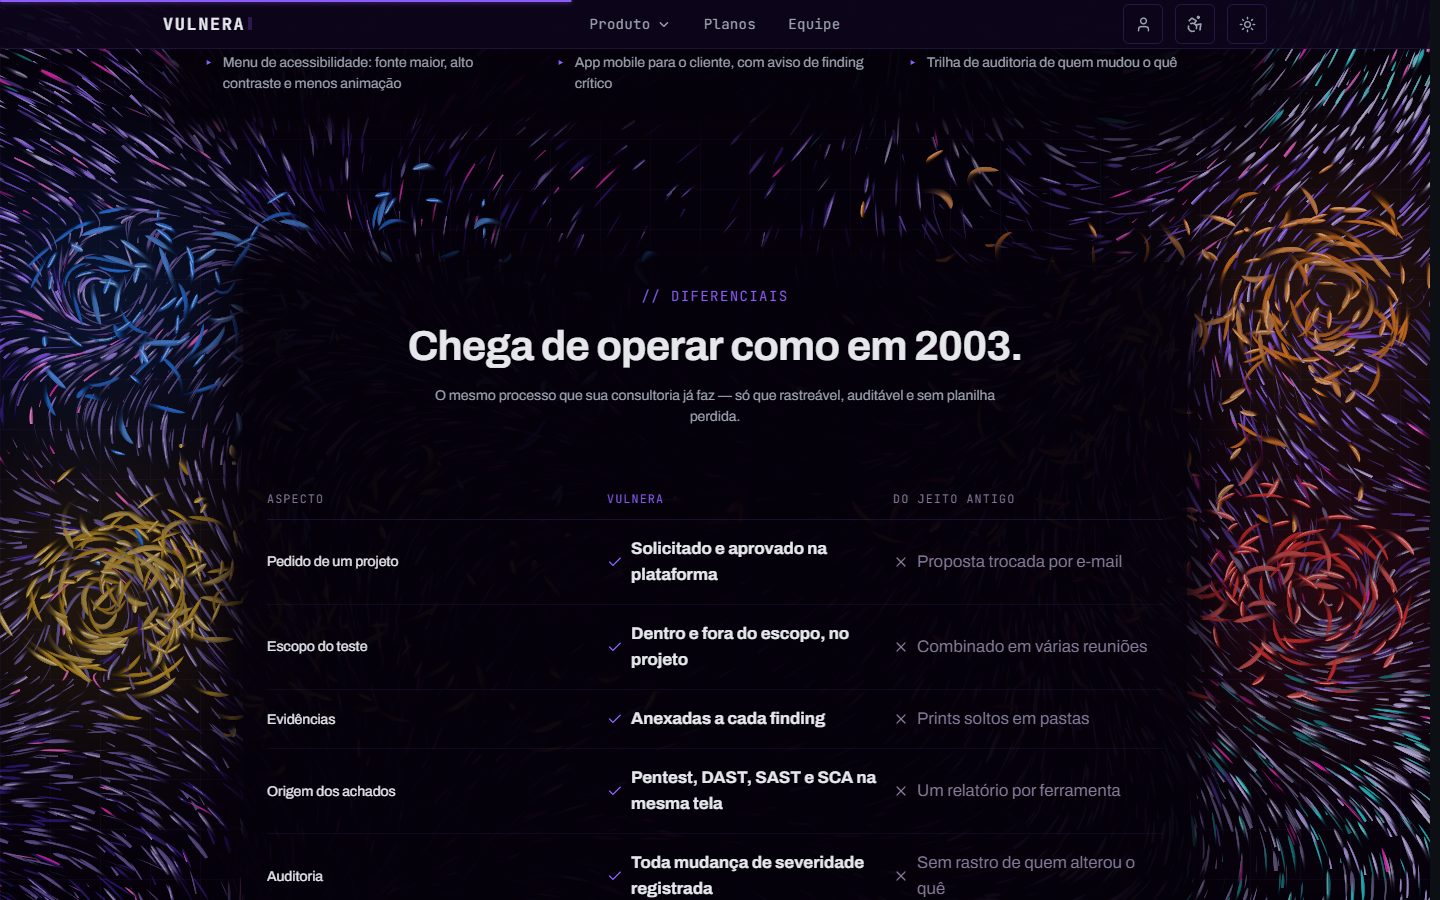 VULNERA
Produto
Planos
Equipe
Menu de acessibilidade: fonte maior, alto
contraste e menos animação
App mobile para o cliente, com aviso de finding
crítico
Trilha de auditoria de quem mudou o quê
// DIFERENCIAIS
Chega de operar como em 2003.
O mesmo processo que sua consultoria já faz — só que rastreável, auditável e sem planilha
perdida.
ASPECTO
VULNERA
DO JEITO ANTIGO
Pedido de um projeto
Solicitado e aprovado na
plataforma
Proposta trocada por e-mail
Escopo do teste
Dentro e fora do escopo, no
projeto
Combinado em várias reuniões
Evidências
Anexadas a cada finding
Prints soltos em pastas
Origem dos achados
Pentest, DAST, SAST e SCA na
mesma tela
Um relatório por ferramenta
Auditoria
Toda mudança de severidade
registrada
Sem rastro de quem alterou o
quê